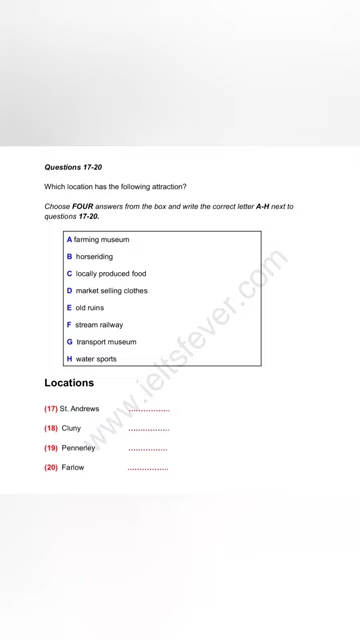 Questions 17-20
Which location has the following attraction?
Choose FOUR answers from the box and write the correct letter A-H next to
questions 17-20.
A farming museum
B horseriding
C locally produced food
D market selling clothes
E old ruins
F stream railway
G transport museum
H water sports
Locations
(17) St. Andrews ................
(18) Cluny ................
(19) Pennerley ...............
(20) Farlow ................
www.ieltsfever.com